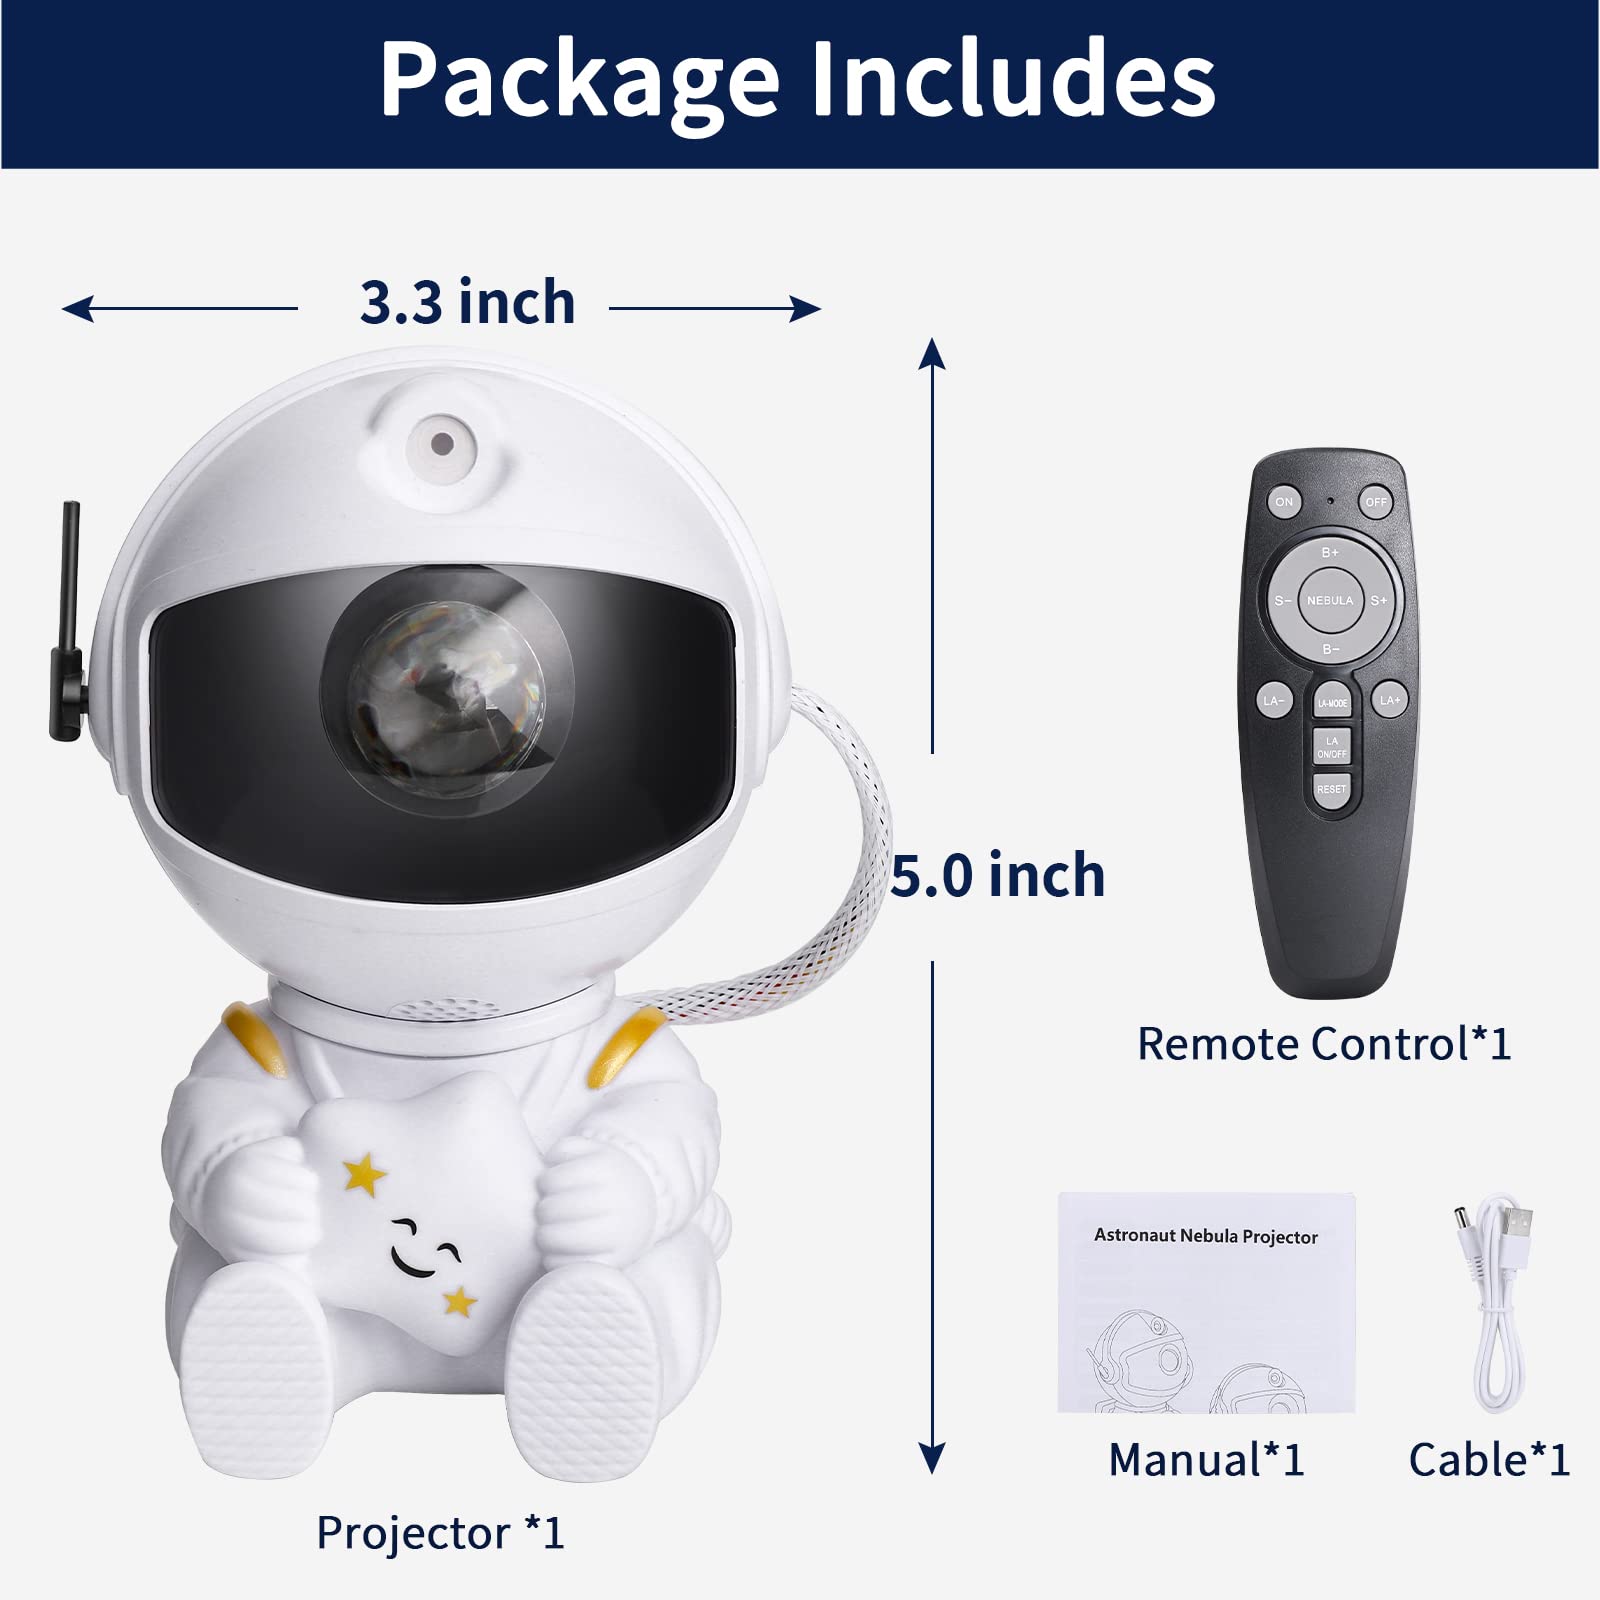 Package Includes
3.3 inch
5.0 inch
ON
OFF
B+
S-
NEBULA
S+
B-
LA-
LA-MODE
LA+
LA
ON/OFF
RESET
Remote Control*1
Astronaut Nebula Projector
Manual*1
Cable*1
Projector *1